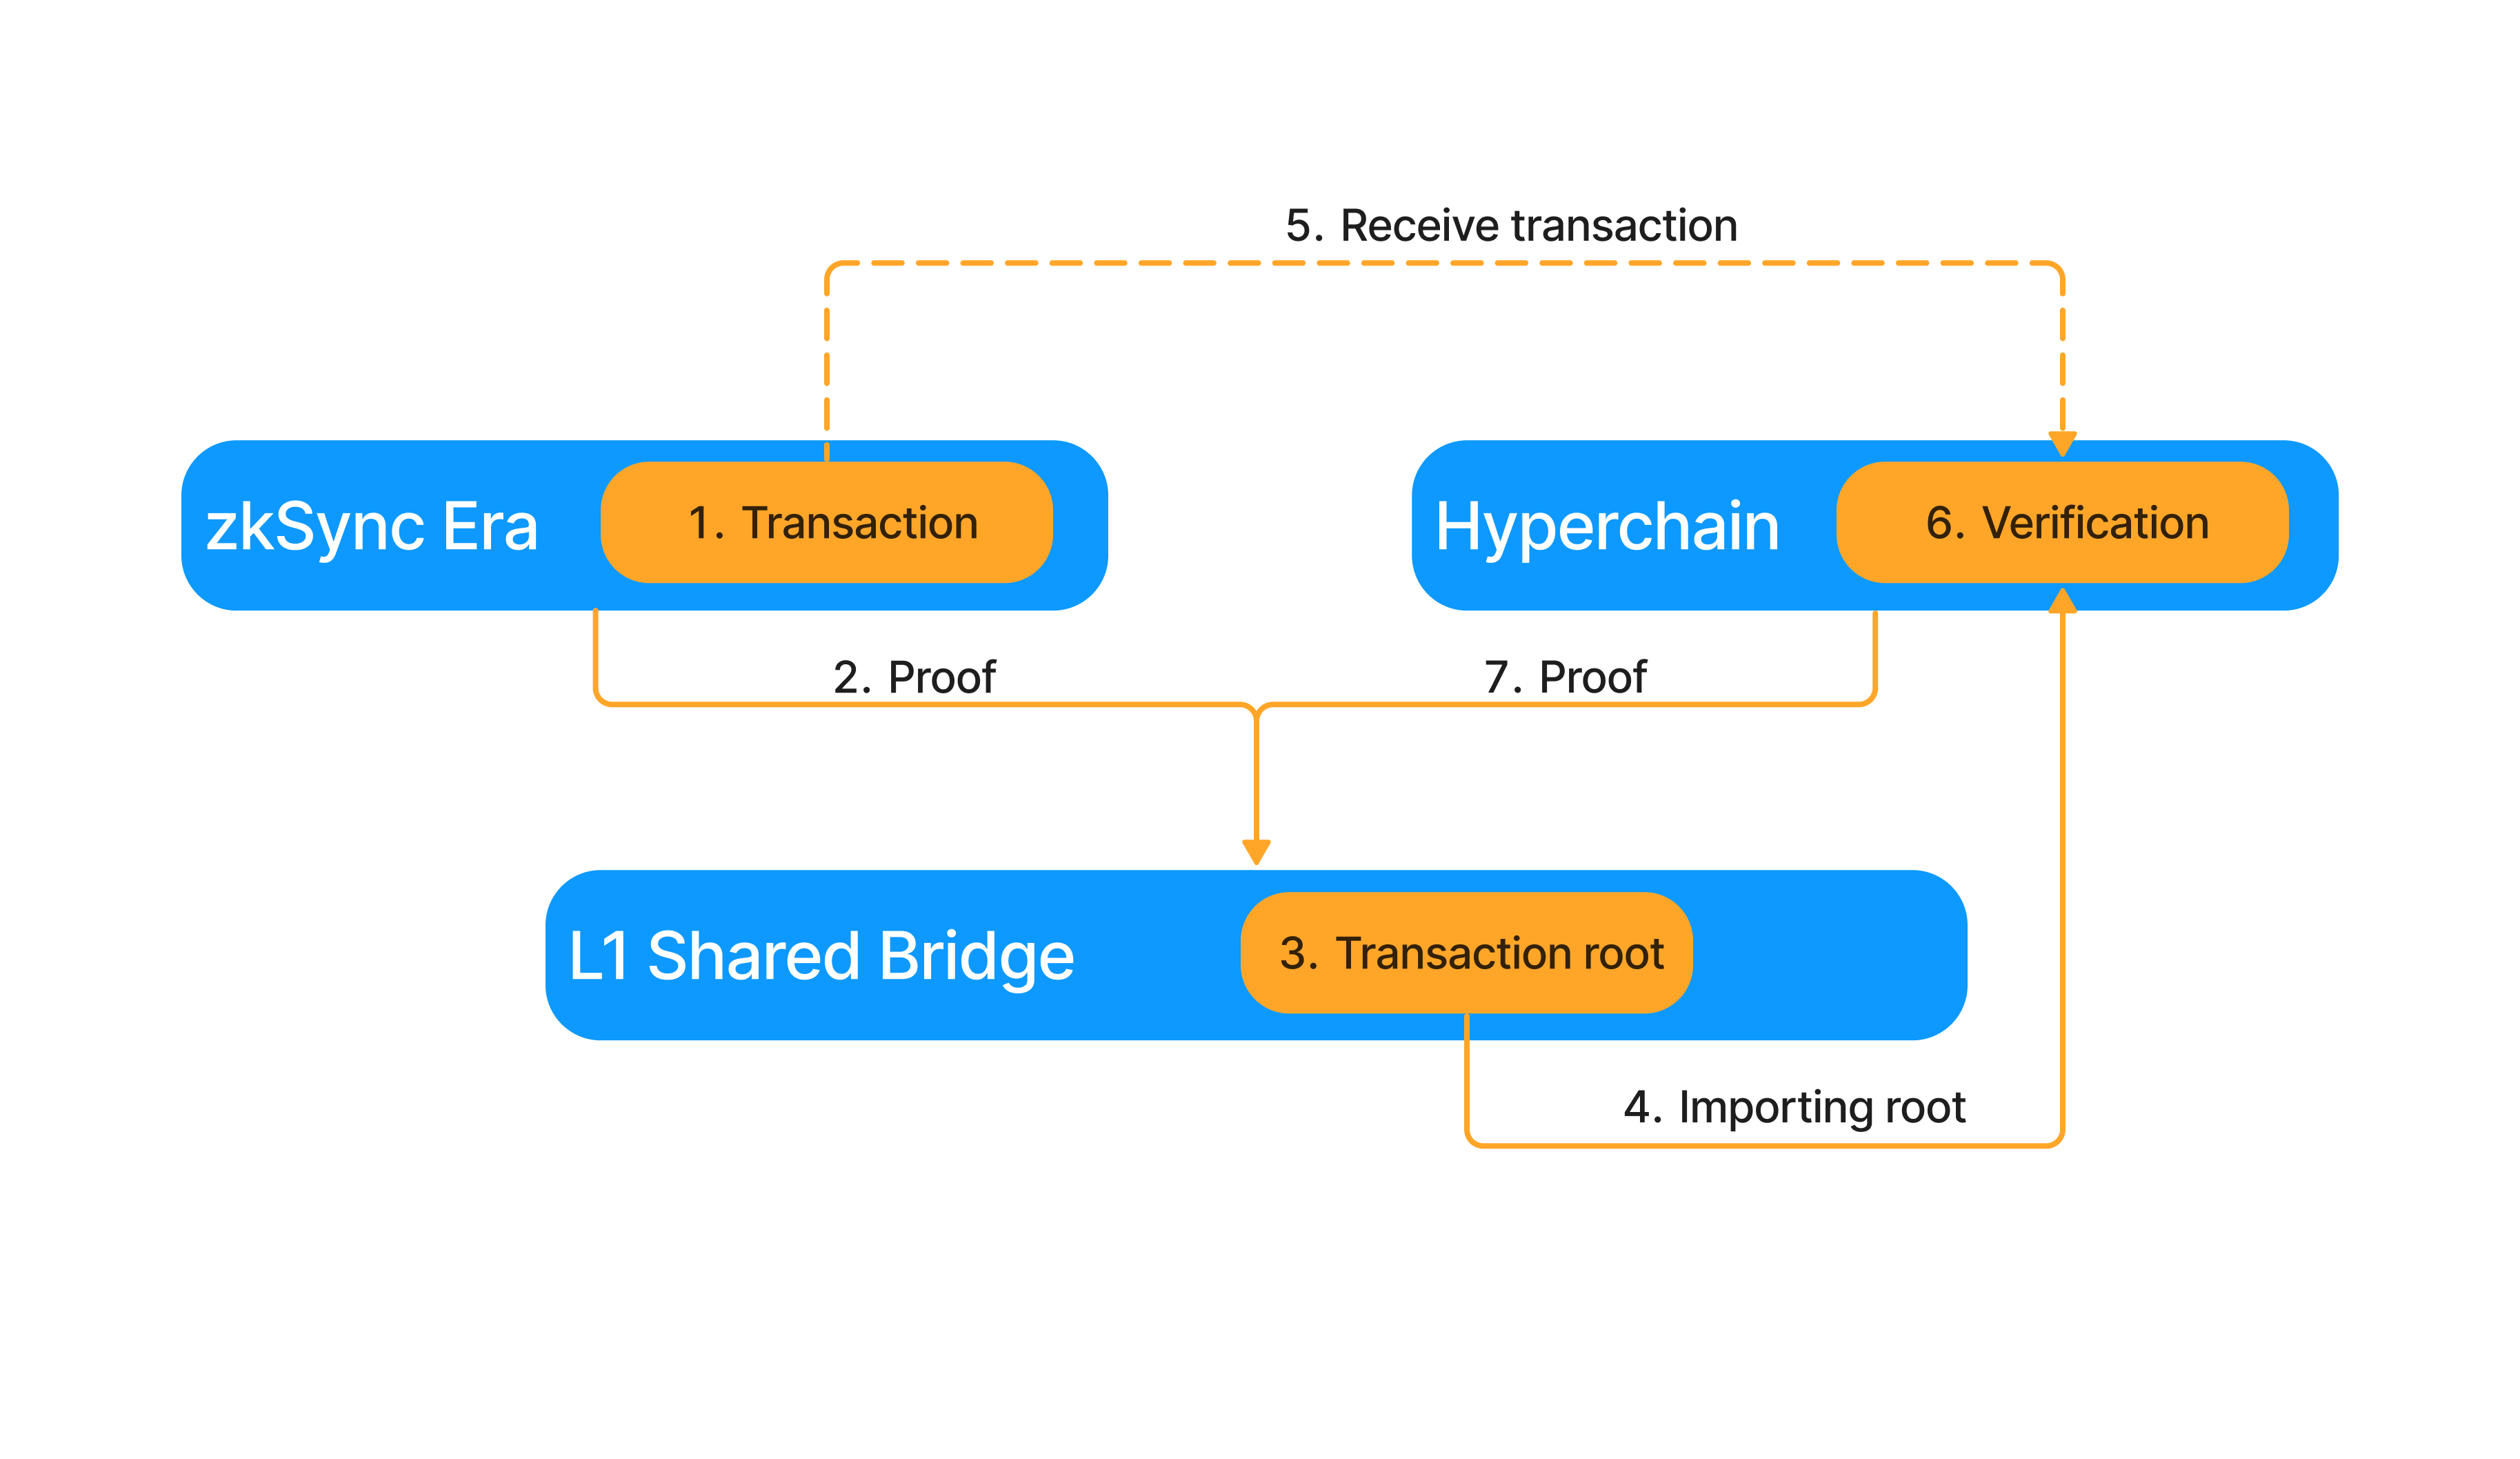 5. Receive transaction
zkSync Era
1. Transaction
Hyperchain
6. Verification
2. Proof
7. Proof
L1 Shared Bridge
3. Transaction root
4. Importing root